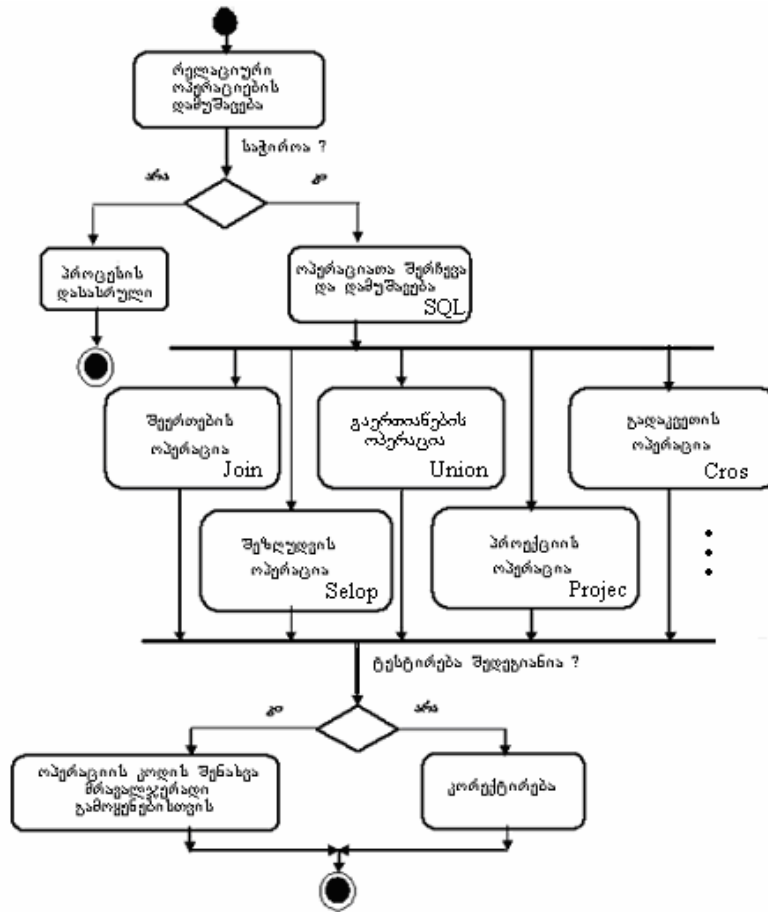 რელაციური
ოპერაციების
დამუშავება
საჭიროა ?
არა
კი
პროცესის
დასასრული
ოპერაციათა შერჩევა
და დამუშავება
SQL
შეერთების
ოპერაცია
Join
გაერთიანების
ოპერაცია
Union
გადაკვეთის
ოპერაცია
Cros
შეზღუდვის
ოპერაცია
Selop
პროექციის
ოპერაცია
Projec
ტესტირება შედეგიანია ?
კი
არა
ოპერაციის კოდის შენახვა
მრავალჯერადი
გამოყენებისთვის
კორექტირება